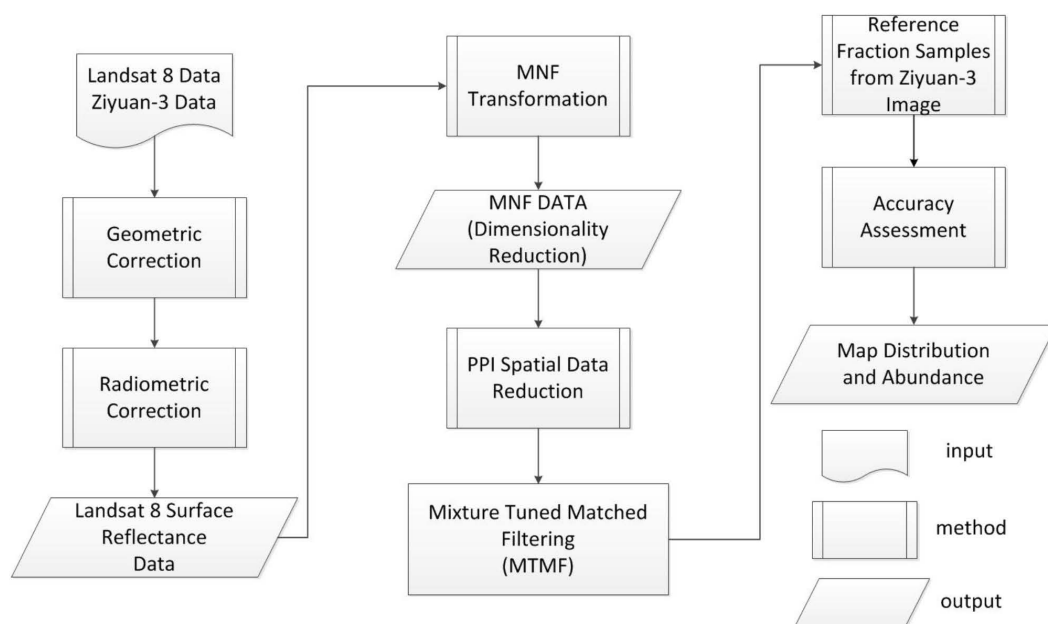 Landsat 8 Data
Ziyuan-3 Data
Geometric
Correction
Radiometric
Correction
Landsat 8 Surface
Reflectance
Data
MNF
Transformation
MNF DATA
(Dimensionality
Reduction)
PPI Spatial Data
Reduction
Mixture Tuned Matched
Filtering
(MTMF)
Reference
Fraction Samples
from Ziyuan-3
Image
Accuracy
Assessment
Map Distribution
and Abundance
input
method
output